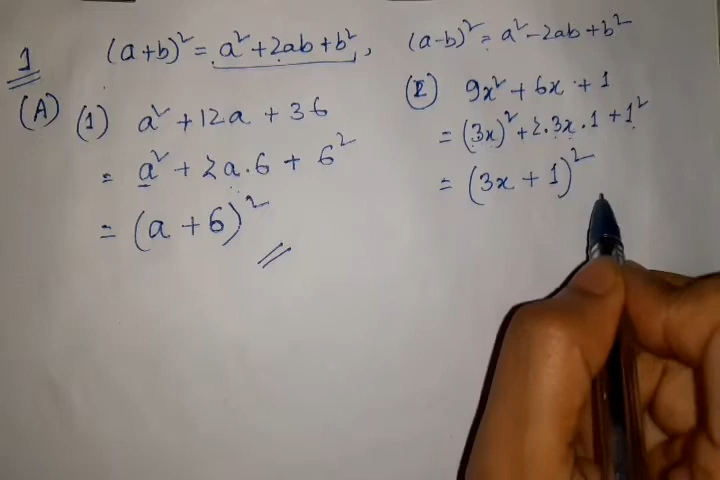 1 (a+b)² = a²+2ab+b², (a-b)² = a²-2ab+b²
(A) (1) a²+12a+36
= a²+2a.6+6²
= (a+6)²
(2) 9x²+6x+1
= (3x)²+2.3x.1+1²
= (3x+1)²